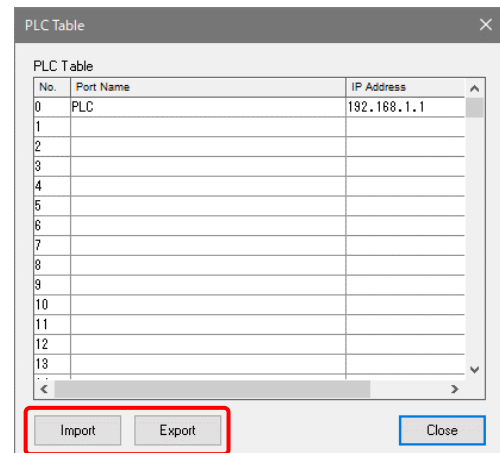 PLC Table
PLC Table
No. Port Name IP Address
0 PLC 192.168.1.1
1
2
3
4
5
6
7
8
9
10
11
12
13
Import Export Close